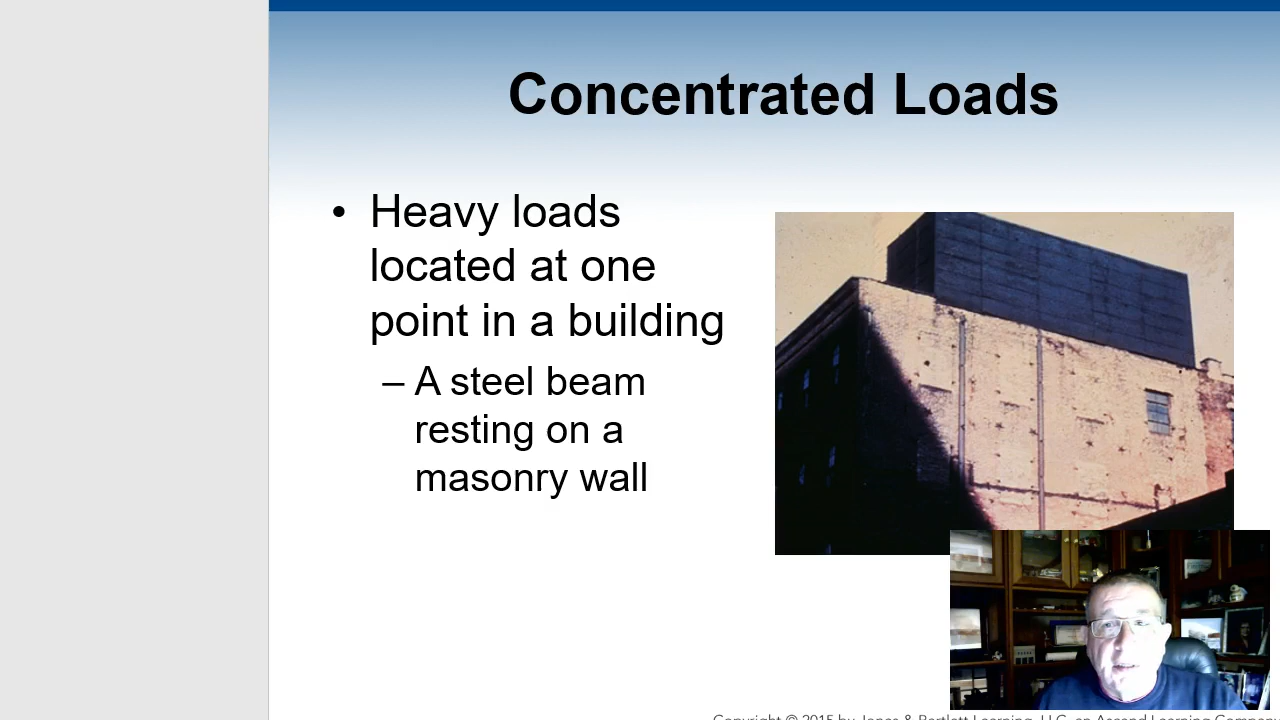 Concentrated Loads
• Heavy loads
located at one
point in a building
– A steel beam
resting on a
masonry wall
Copyright © 2015 by Jones & Bartlett Learning, LLC, an Ascend Learning Company